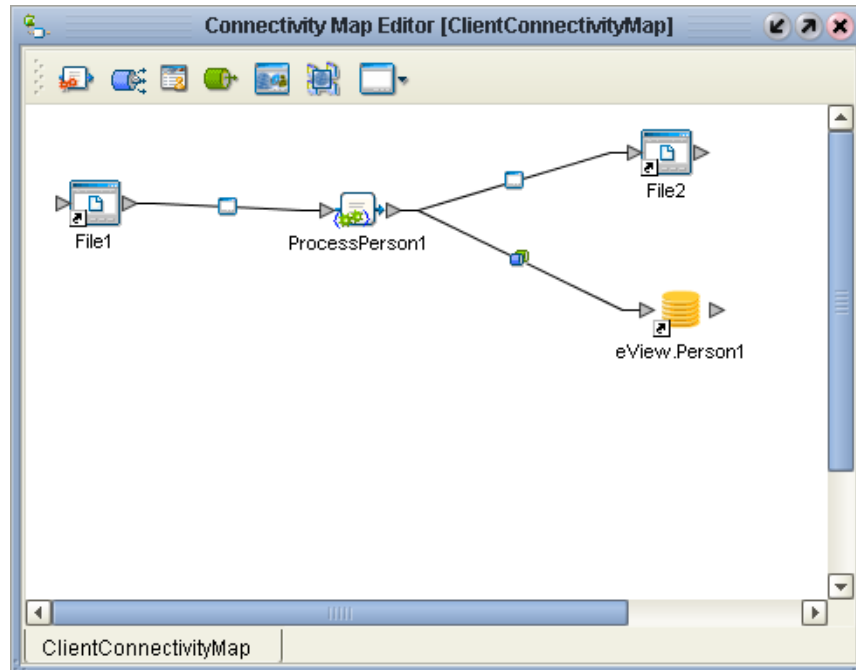 Connectivity Map Editor [ClientConnectivityMap]
File2
File1
ProcessPerson1
eView.Person1
ClientConnectivityMap